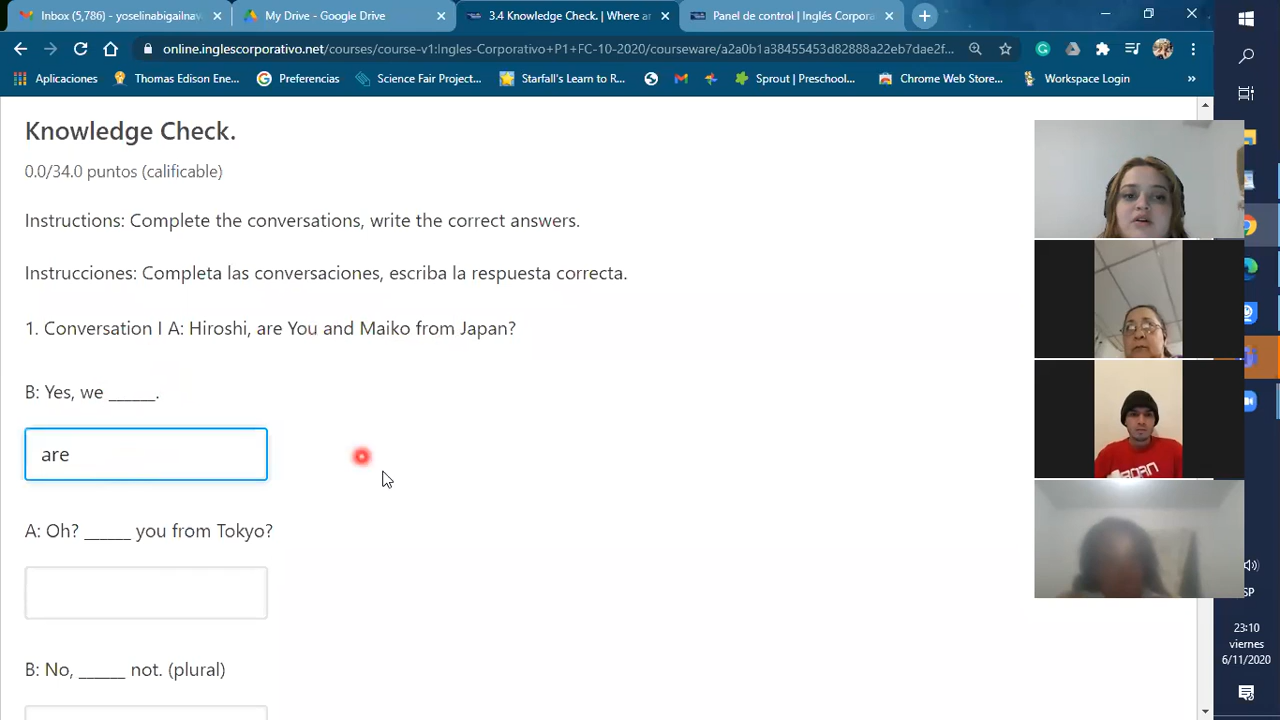 Inbox (5,786) - yoselinabigailnav
My Drive - Google Drive
3.4 Knowledge Check. | Where ar
Panel de control | Inglés Corpora
online.inglescorporativo.net/courses/course-v1:Ingles-Corporativo+P1+FC-10-2020/courseware/a2a0b1a38455453d82888a22eb7dae2f...
Aplicaciones
Thomas Edison Ene...
Preferencias
Science Fair Project...
Starfall's Learn to R...
Sprout | Preschool...
Chrome Web Store...
Workspace Login
»
Knowledge Check.
0.0/34.0 puntos (calificable)
Instructions: Complete the conversations, write the correct answers.
Instrucciones: Completa las conversaciones, escriba la respuesta correcta.
1. Conversation I A: Hiroshi, are You and Maiko from Japan?
B: Yes, we ______.
are
A: Oh? ______ you from Tokyo?
B: No, ______ not. (plural)
SP
23:10
viernes
6/11/2020